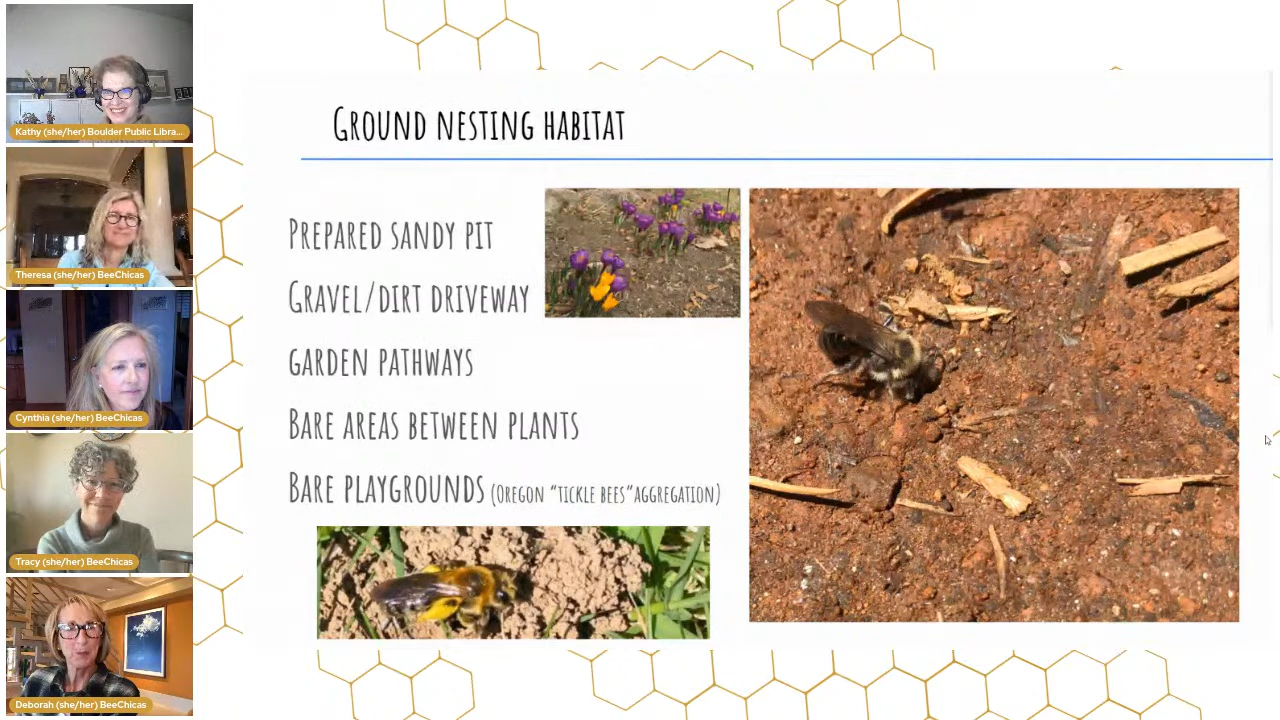 Kathy (she/her) Boulder Public Libra...
Theresa (she/her) BeeChicas
Cynthia (she/her) BeeChicas
Tracy (she/her) BeeChicas
Deborah (she/her) BeeChicas
GROUND NESTING HABITAT
PREPARED SANDY PIT
GRAVEL/DIRT DRIVEWAY
GARDEN PATHWAYS
BARE AREAS BETWEEN PLANTS
BARE PLAYGROUNDS (OREGON "TICKLE BEES"AGGREGATION)